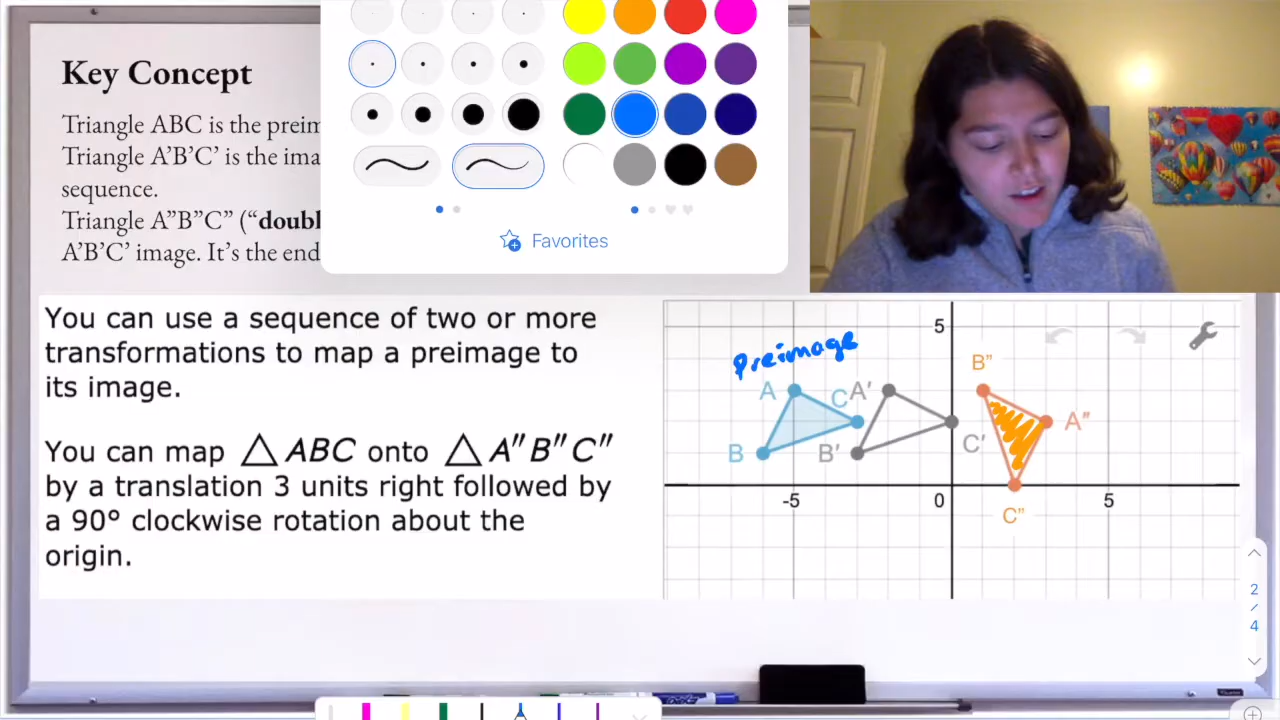 Key Concept
Triangle ABC is the preim
Triangle A’B’C’ is the ima
sequence.
Triangle A”B”C” (“doubl
A’B’C’ image. It’s the end
Favorites
You can use a sequence of two or more
transformations to map a preimage to
its image.
You can map △ ABC onto △ A″B″C″
by a translation 3 units right followed by
a 90° clockwise rotation about the
origin.
Preimage
5
B”
A
C
A′
A”
B
B′
C′
-5
0
5
C”
2
/
4